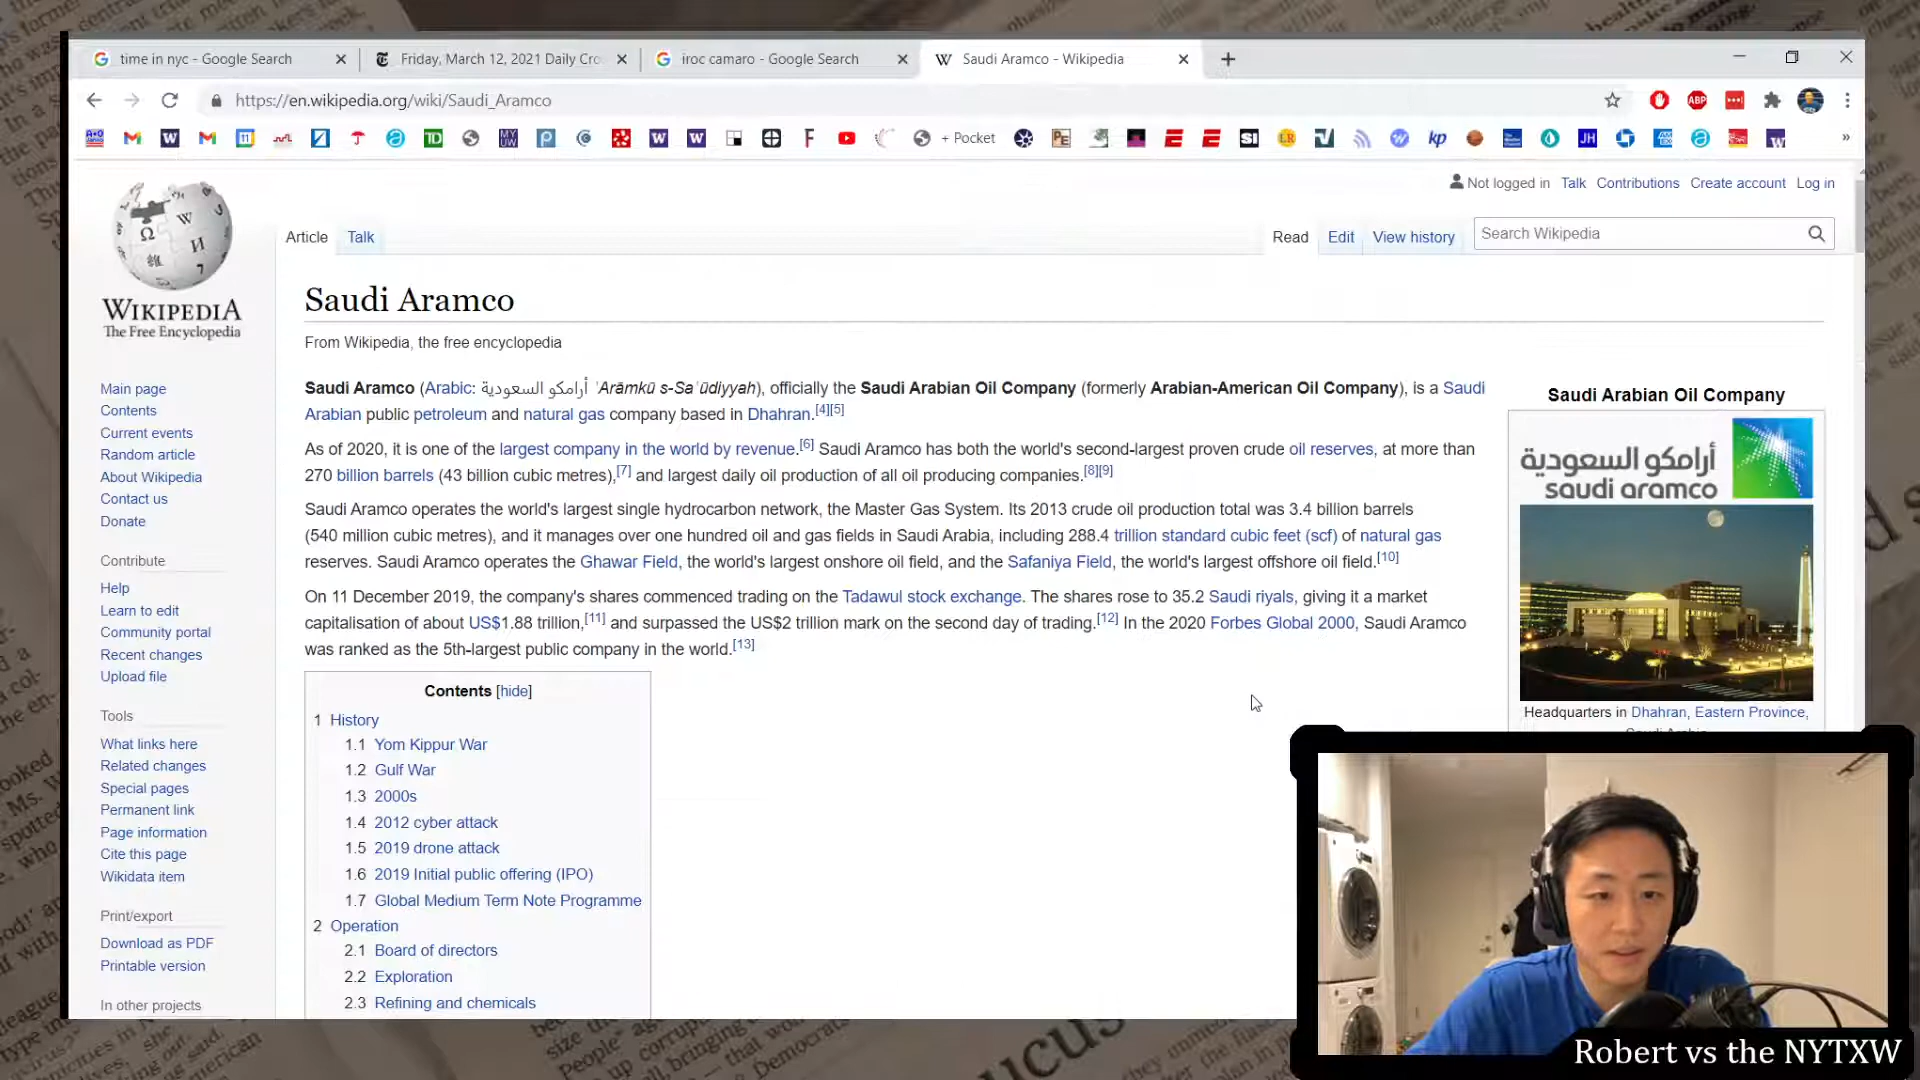 time in nyc - Google Search
Friday, March 12, 2021 Daily Cro
iroc camaro - Google Search
Saudi Aramco - Wikipedia
https://en.wikipedia.org/wiki/Saudi_Aramco
+ Pocket
Not logged in Talk Contributions Create account Log in
Article Talk
Read Edit View history
Search Wikipedia
WIKIPEDIA
The Free Encyclopedia
Saudi Aramco
From Wikipedia, the free encyclopedia
Saudi Aramco (Arabic: أرامكو السعودية ʾArāmkū s-Saʿūdiyyah), officially the Saudi Arabian Oil Company (formerly Arabian-American Oil Company), is a Saudi
Arabian public petroleum and natural gas company based in Dhahran.[4][5]
As of 2020, it is one of the largest company in the world by revenue.[6] Saudi Aramco has both the world's second-largest proven crude oil reserves, at more than
270 billion barrels (43 billion cubic metres),[7] and largest daily oil production of all oil producing companies.[8][9]
Saudi Aramco operates the world's largest single hydrocarbon network, the Master Gas System. Its 2013 crude oil production total was 3.4 billion barrels
(540 million cubic metres), and it manages over one hundred oil and gas fields in Saudi Arabia, including 288.4 trillion standard cubic feet (scf) of natural gas
reserves. Saudi Aramco operates the Ghawar Field, the world's largest onshore oil field, and the Safaniya Field, the world's largest offshore oil field.[10]
On 11 December 2019, the company's shares commenced trading on the Tadawul stock exchange. The shares rose to 35.2 Saudi riyals, giving it a market
capitalisation of about US$1.88 trillion,[11] and surpassed the US$2 trillion mark on the second day of trading.[12] In the 2020 Forbes Global 2000, Saudi Aramco
was ranked as the 5th-largest public company in the world.[13]
Contents [hide]
1 History
1.1 Yom Kippur War
1.2 Gulf War
1.3 2000s
1.4 2012 cyber attack
1.5 2019 drone attack
1.6 2019 Initial public offering (IPO)
1.7 Global Medium Term Note Programme
2 Operation
2.1 Board of directors
2.2 Exploration
2.3 Refining and chemicals
Saudi Arabian Oil Company
أرامكو السعودية
saudi aramco
Headquarters in Dhahran, Eastern Province,
Main page
Contents
Current events
Random article
About Wikipedia
Contact us
Donate
Contribute
Help
Learn to edit
Community portal
Recent changes
Upload file
Tools
What links here
Related changes
Special pages
Permanent link
Page information
Cite this page
Wikidata item
Print/export
Download as PDF
Printable version
In other projects
Robert vs the NYTXW